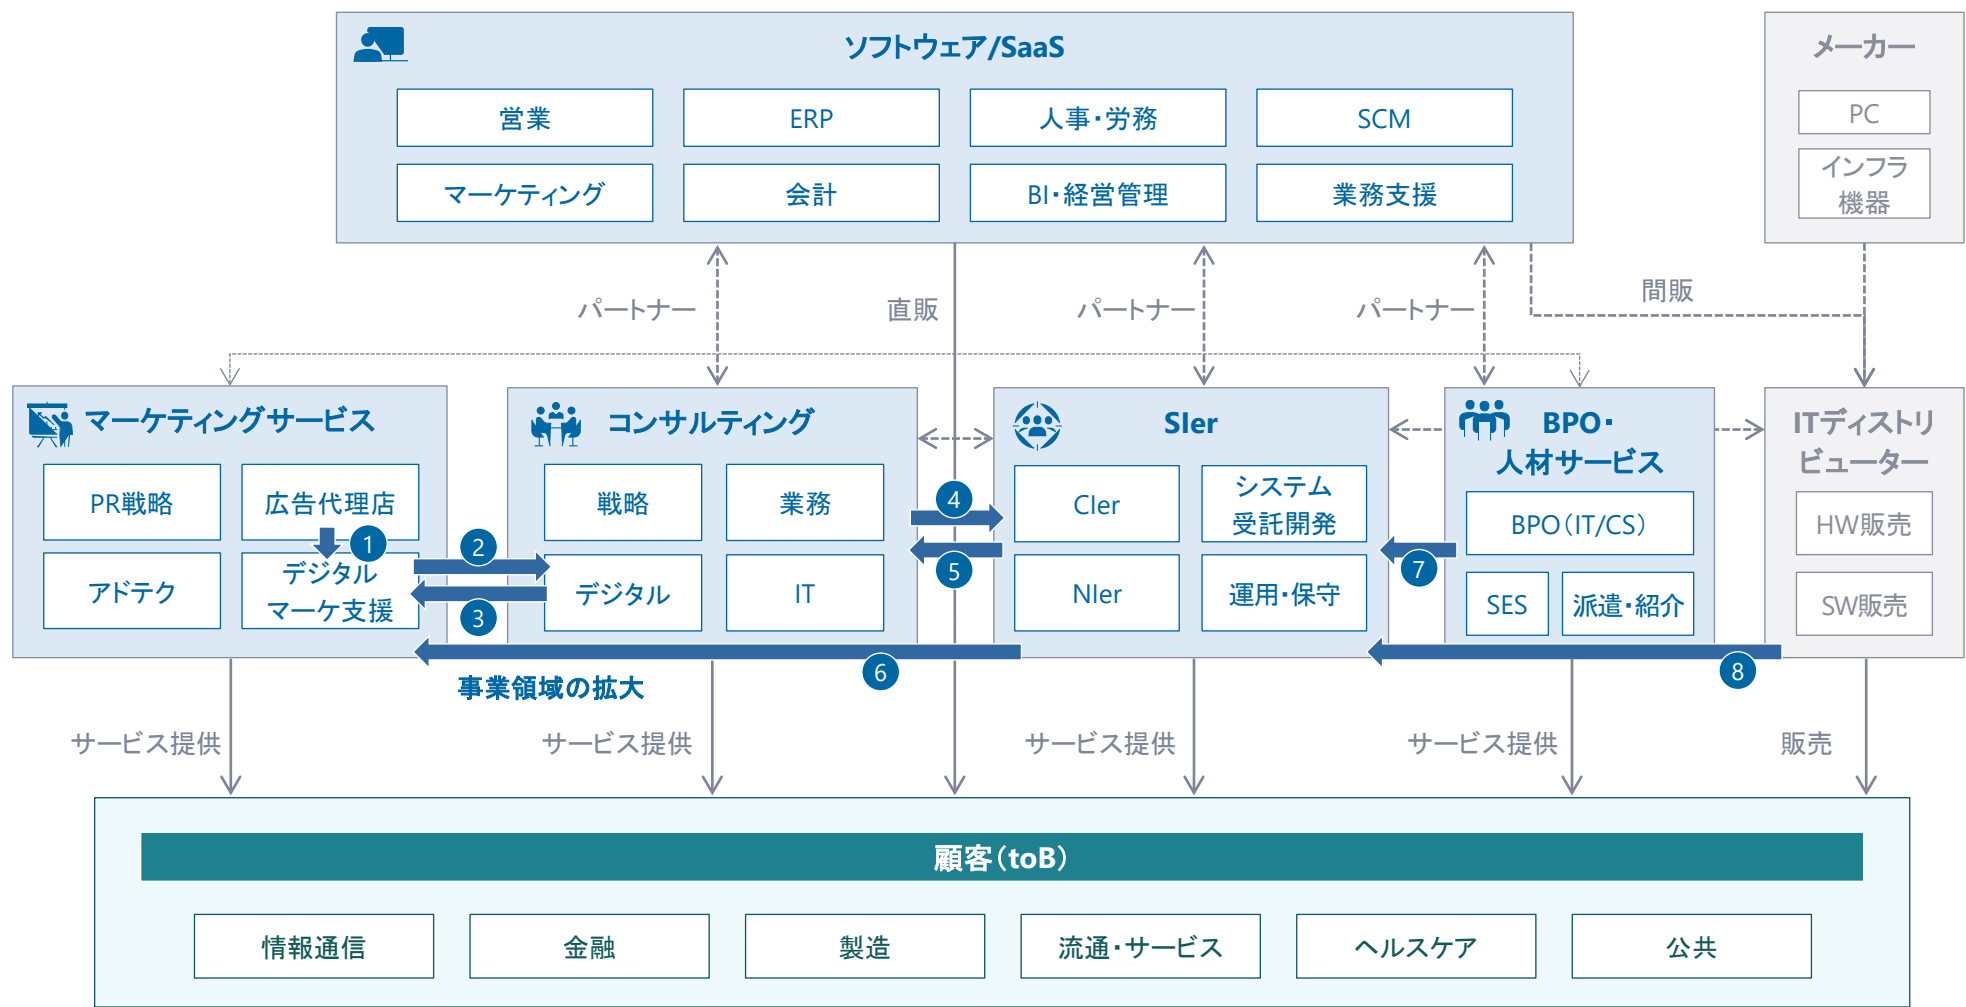 ソフトウェア/SaaS
営業
ERP
人事・労務
SCM
マーケティング
会計
BI・経営管理
業務支援
メーカー
PC
インフラ
機器
パートナー
直販
パートナー
パートナー
間販
マーケティングサービス
PR戦略
広告代理店
アドテク
デジタル
マーケ支援
コンサルティング
戦略
業務
デジタル
IT
SIer
CIer
システム
受託開発
NIer
運用・保守
BPO・
人材サービス
BPO（IT/CS）
SES
派遣・紹介
ITディストリ
ビューター
HW販売
SW販売
1
2
3
4
5
6
7
8
事業領域の拡大
サービス提供
サービス提供
サービス提供
サービス提供
販売
顧客（toB）
情報通信
金融
製造
流通・サービス
ヘルスケア
公共